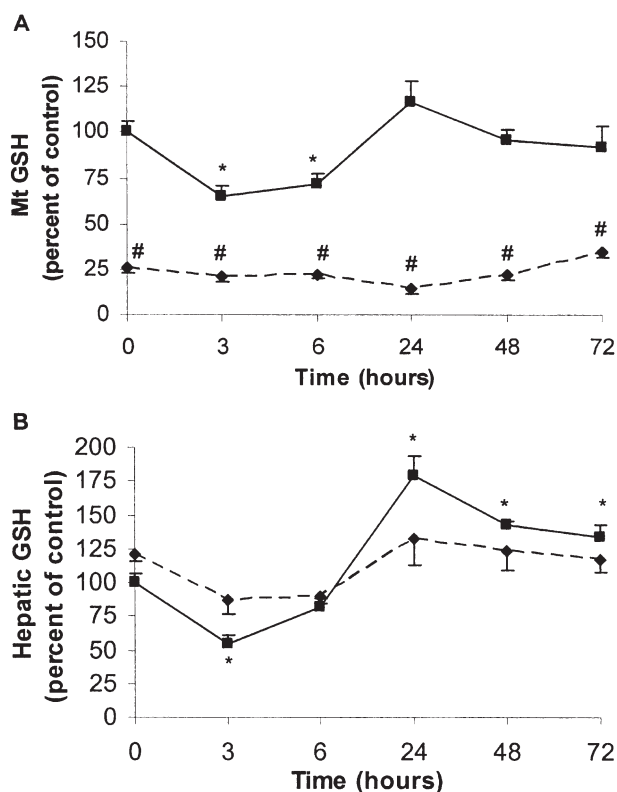 A
Mt GSH
(percent of control)
150
125
100
75
50
25
0
* *
# # # # # #
0 3 6 24 48 72
Time (hours)
B
Hepatic GSH
(percent of control)
200
175
150
125
100
75
50
25
0
* * * *
0 3 6 24 48 72
Time (hours)